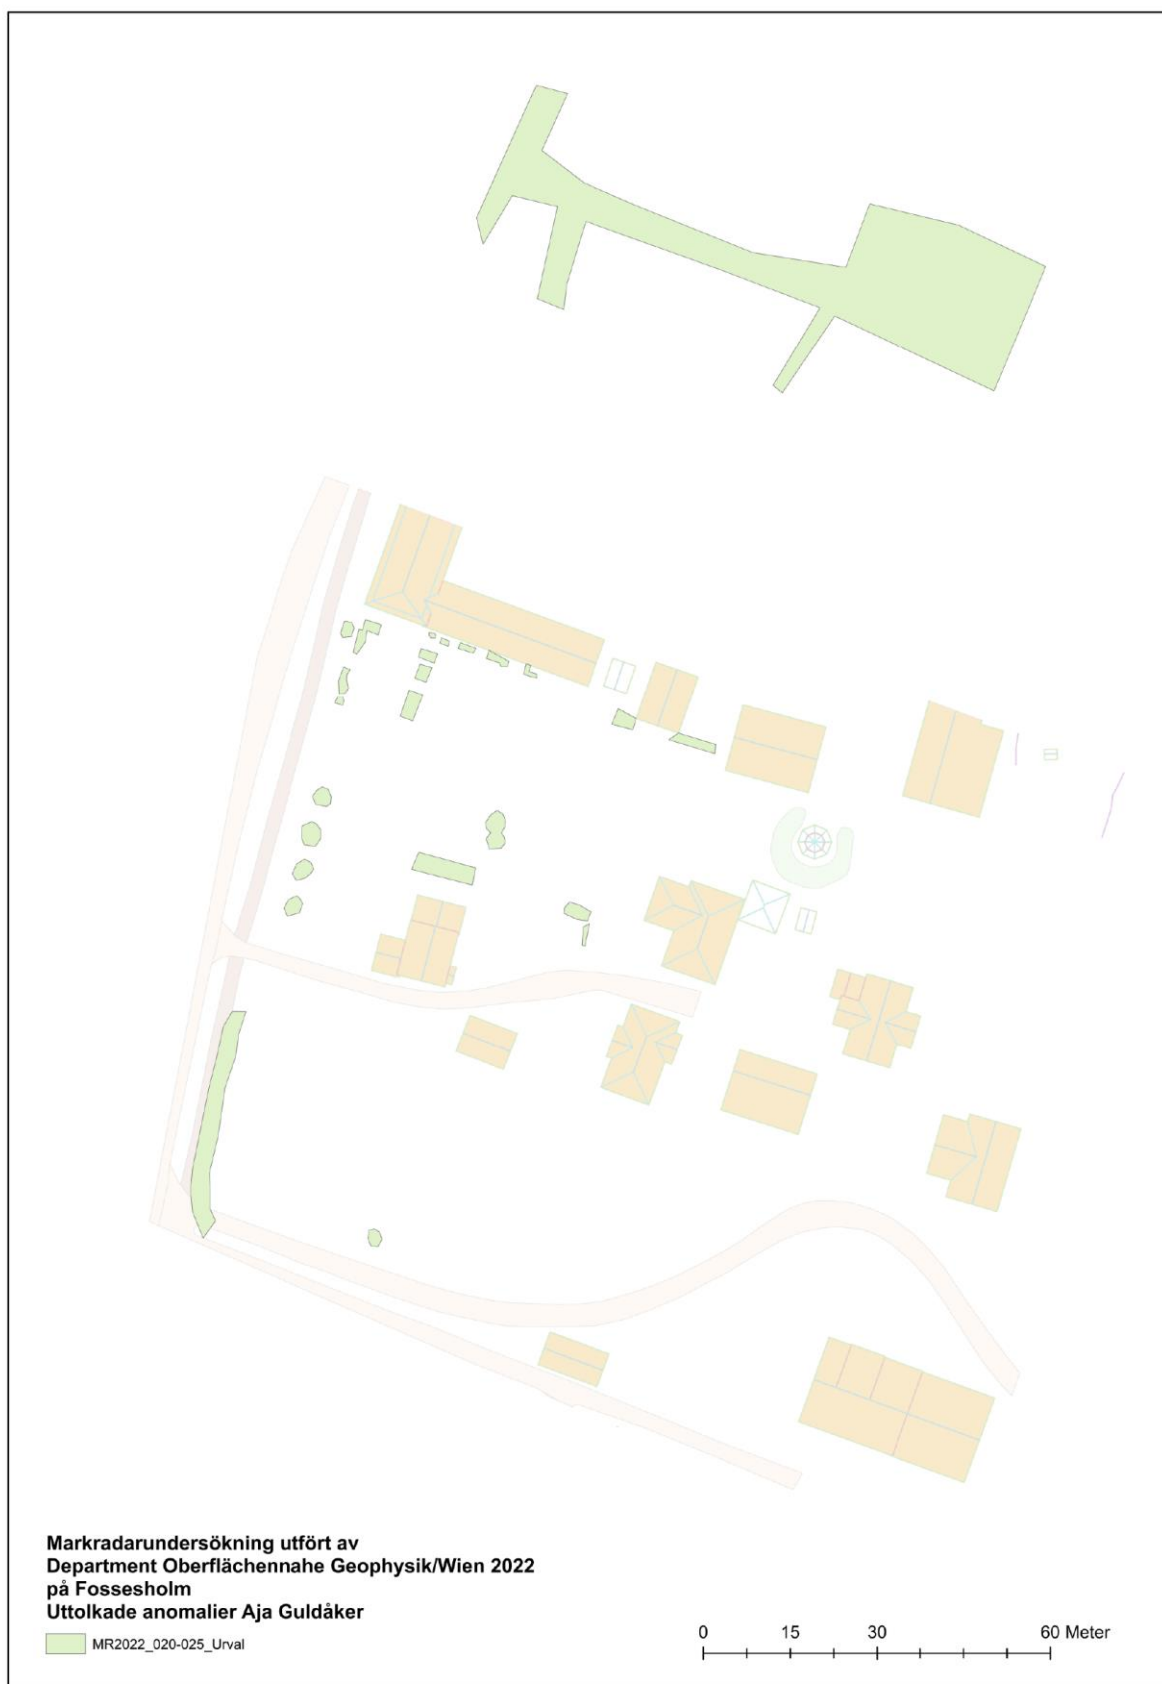 Markradarundersökning utfört av
Department Oberflächennahe Geophysik/Wien 2022
på Fossesholm
Uttolkade anomalier Aja Guldåker
MR2022_020-025_Urval
0 15 30 60 Meter